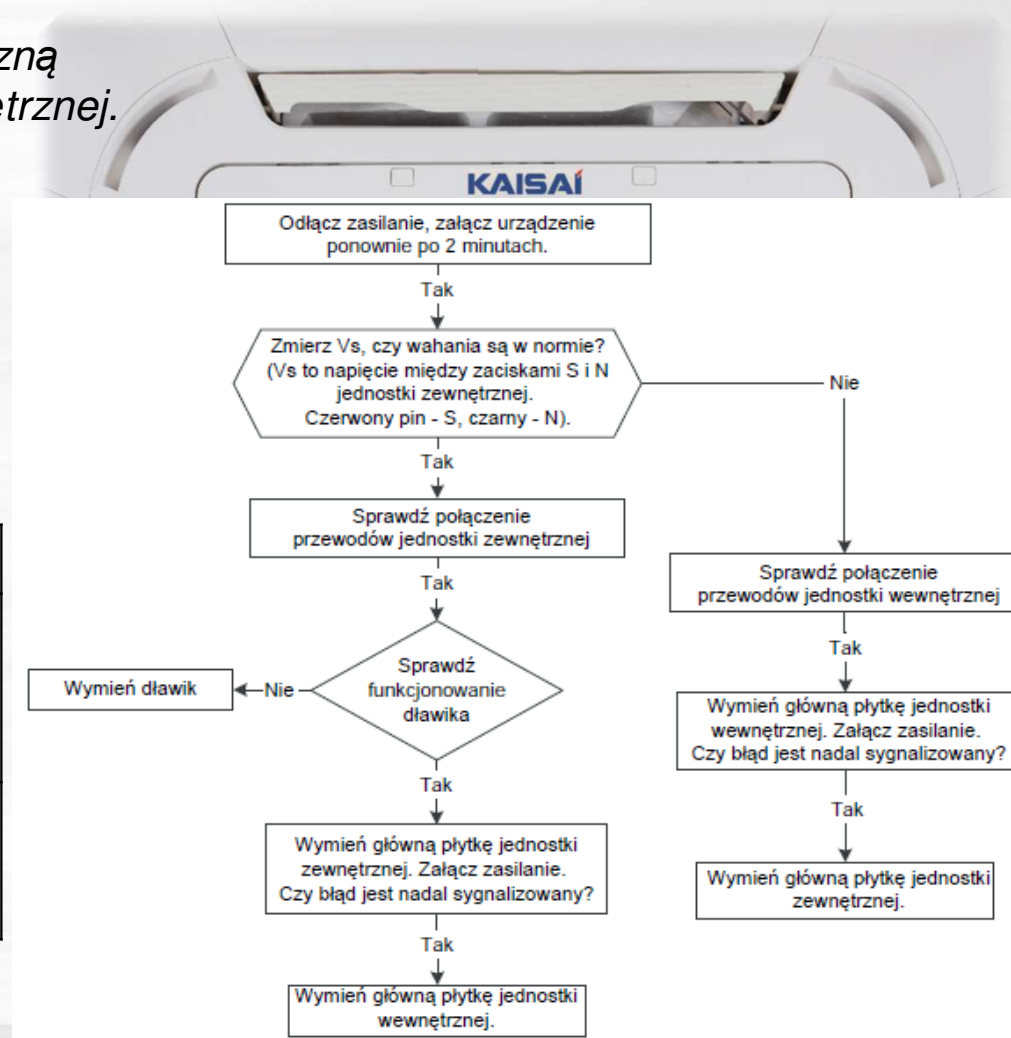 zną
ętrznej.
KAISAI
Odłącz zasilanie, załącz urządzenie
ponownie po 2 minutach.
Tak
Zmierz Vs, czy wahania są w normie?
(Vs to napięcie między zaciskami S i N
jednostki zewnętrznej.
Czerwony pin - S, czarny - N).
Nie
Tak
Sprawdź połączenie
przewodów jednostki zewnętrznej
Tak
Sprawdź
funkcjonowanie
dławika
Nie
Wymień dławik
Tak
Wymień główną płytkę jednostki
zewnętrznej. Załącz zasilanie.
Czy błąd jest nadal sygnalizowany?
Tak
Wymień główną płytkę jednostki
wewnętrznej.
Sprawdź połączenie
przewodów jednostki wewnętrznej
Tak
Wymień główną płytkę jednostki
wewnętrznej. Załącz zasilanie.
Czy błąd jest nadal sygnalizowany?
Tak
Wymień główną płytkę jednostki
zewnętrznej.